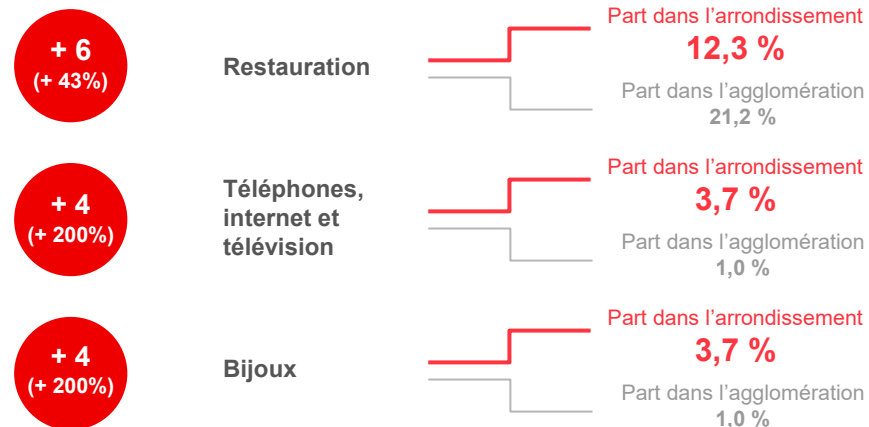 + 6
(+ 43%)
Restauration
Part dans l'arrondissement
12,3 %
Part dans l'agglomération
21,2 %
+ 4
(+ 200%)
Téléphones,
internet et
télévision
Part dans l'arrondissement
3,7 %
Part dans l'agglomération
1,0 %
+ 4
(+ 200%)
Bijoux
Part dans l'arrondissement
3,7 %
Part dans l'agglomération
1,0 %